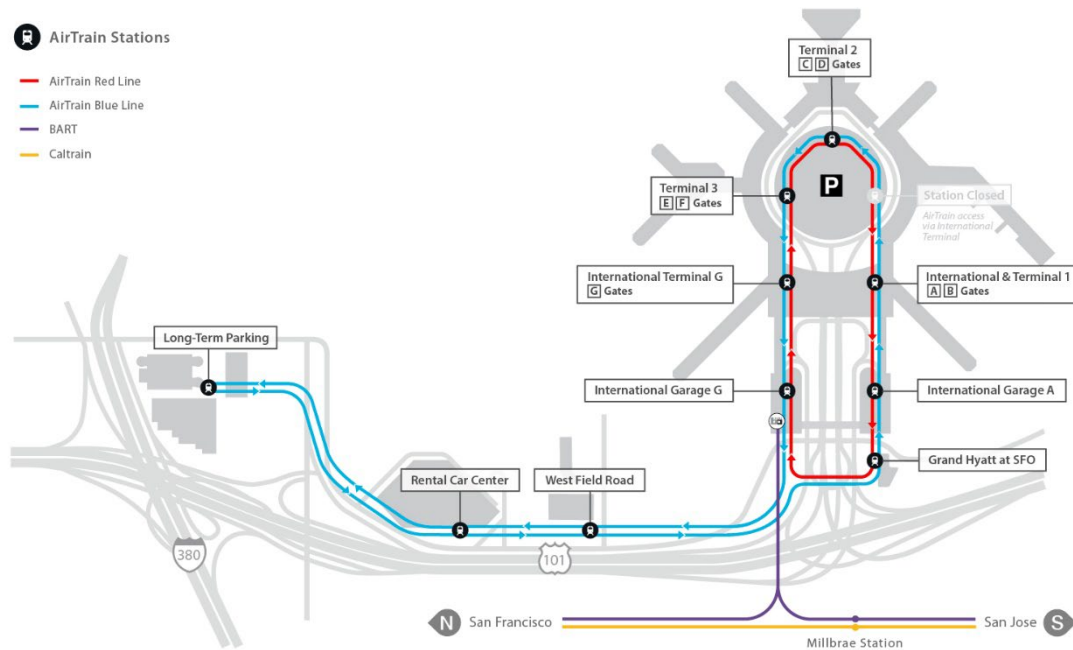 AirTrain Stations
AirTrain Red Line
AirTrain Blue Line
BART
Caltrain
Terminal 2
C D Gates
P
Terminal 3
E F Gates
Station Closed
AirTrain access
via International
Terminal
International Terminal G
G Gates
International & Terminal 1
A B Gates
Long-Term Parking
International Garage G
International Garage A
Grand Hyatt at SFO
Rental Car Center
West Field Road
380
101
N San Francisco
San Jose S
Millbrae Station